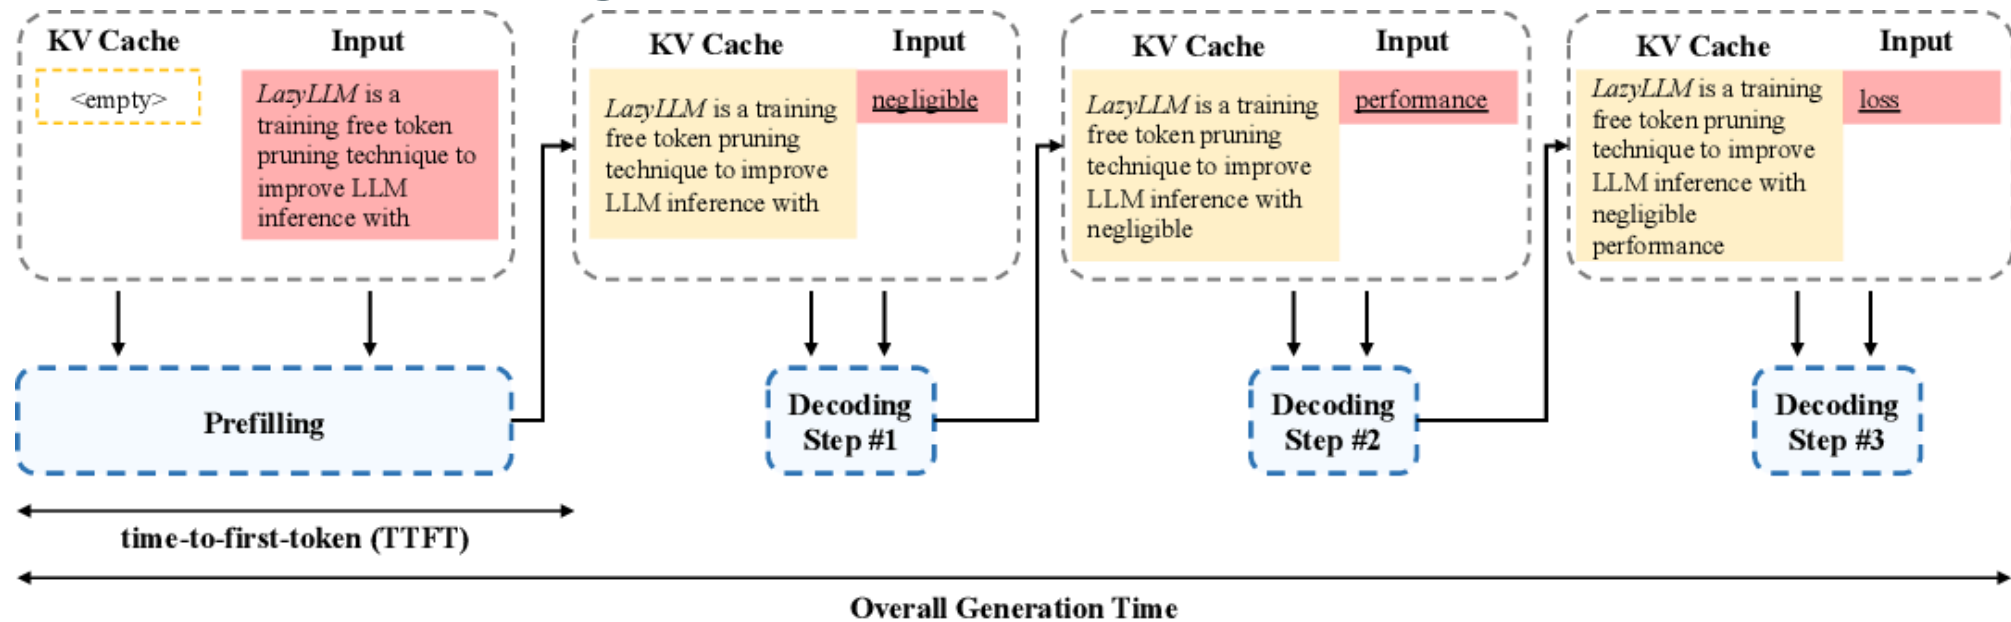 KV Cache
Input
<empty>
LazyLLM is a
training free token
pruning technique to
improve LLM
inference with
KV Cache
Input
LazyLLM is a training
free token pruning
technique to improve
LLM inference with
negligible
KV Cache
Input
LazyLLM is a training
free token pruning
technique to improve
LLM inference with
negligible
performance
KV Cache
Input
LazyLLM is a training
free token pruning
technique to improve
LLM inference with
negligible
performance
loss
Prefilling
Decoding
Step #1
Decoding
Step #2
Decoding
Step #3
time-to-first-token (TTFT)
Overall Generation Time